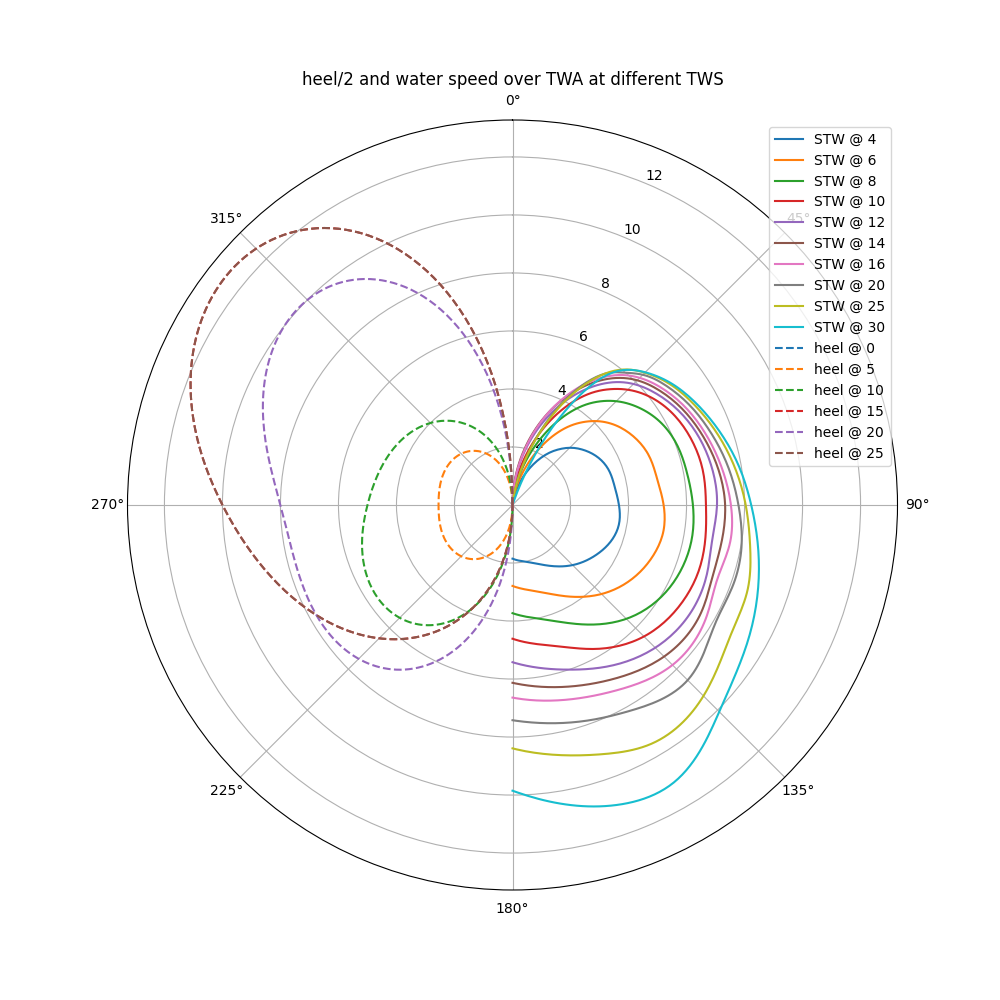 heel/2 and water speed over TWA at different TWS
0°
45°
90°
135°
180°
225°
270°
315°
2
4
6
8
10
12
STW @ 4
STW @ 6
STW @ 8
STW @ 10
STW @ 12
STW @ 14
STW @ 16
STW @ 20
STW @ 25
STW @ 30
heel @ 0
heel @ 5
heel @ 10
heel @ 15
heel @ 20
heel @ 25